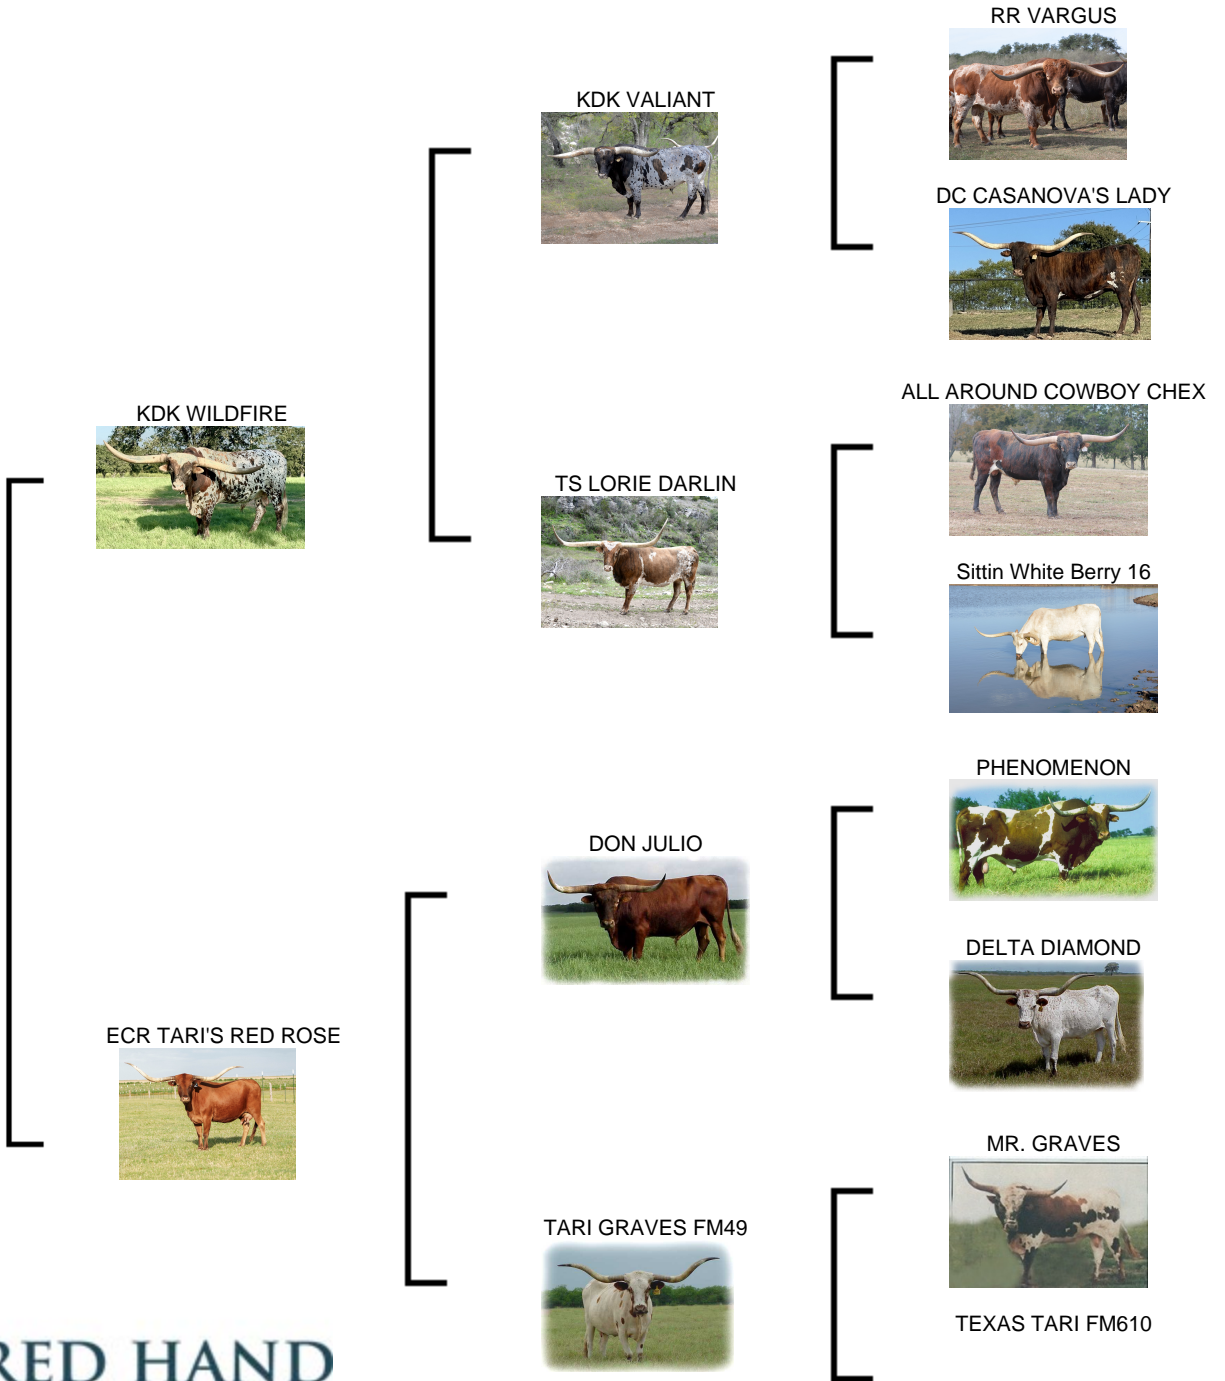 RR VARGUS
KDK VALIANT
DC CASANOVA'S LADY
ALL AROUND COWBOY CHEX
KDK WILDFIRE
TS LORIE DARLIN
Sittin White Berry 16
PHENOMENON
DON JULIO
DELTA DIAMOND
ECR TARI'S RED ROSE
MR. GRAVES
TARI GRAVES FM49
TEXAS TARI FM610
RED HAND